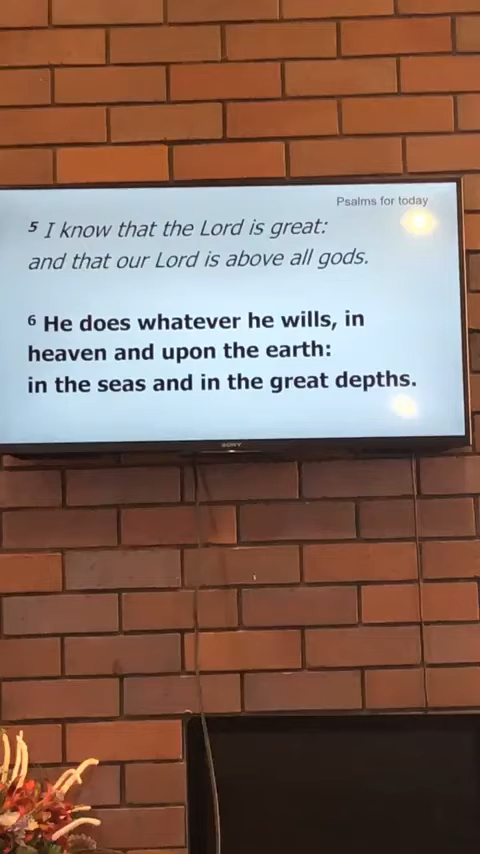 Psalms for today
5 I know that the Lord is great:
and that our Lord is above all gods.
6 He does whatever he wills, in
heaven and upon the earth:
in the seas and in the great depths.
SONY